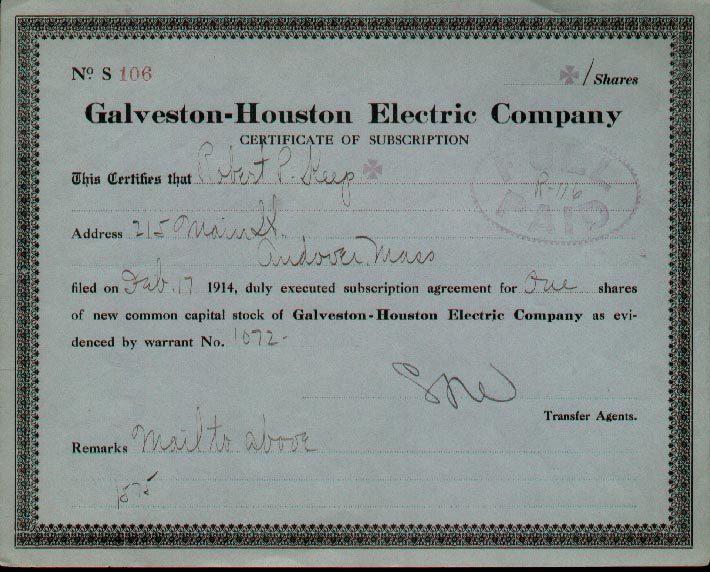 Nº S 106
1 Shares
Galveston-Houston Electric Company
CERTIFICATE OF SUBSCRIPTION
This Certifies that Robert P. Keep
FULL PAID
R-116
Address 215 Main St.
Andover, Mass
filed on Feb. 17 1914, duly executed subscription agreement for One shares
of new common capital stock of Galveston-Houston Electric Company as evi-
denced by warrant No. 1072-
Transfer Agents.
Remarks Mail to above